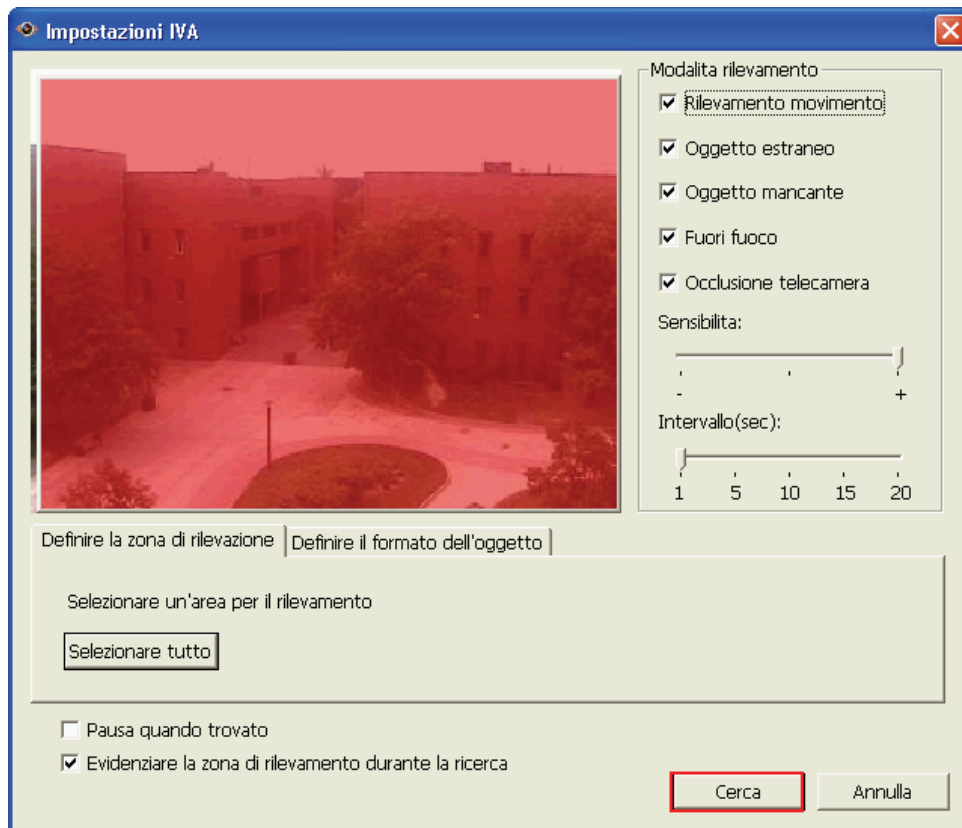 Impostazioni IVA
Modalita rilevamento
Rilevamento movimento
Oggetto estraneo
Oggetto mancante
Fuori fuoco
Occlusione telecamera
Sensibilita:
- +
Intervallo(sec):
1 5 10 15 20
Definire la zona di rilevazione Definire il formato dell'oggetto
Selezionare un'area per il rilevamento
Selezionare tutto
Pausa quando trovato
Evidenziare la zona di rilevamento durante la ricerca
Cerca Annulla